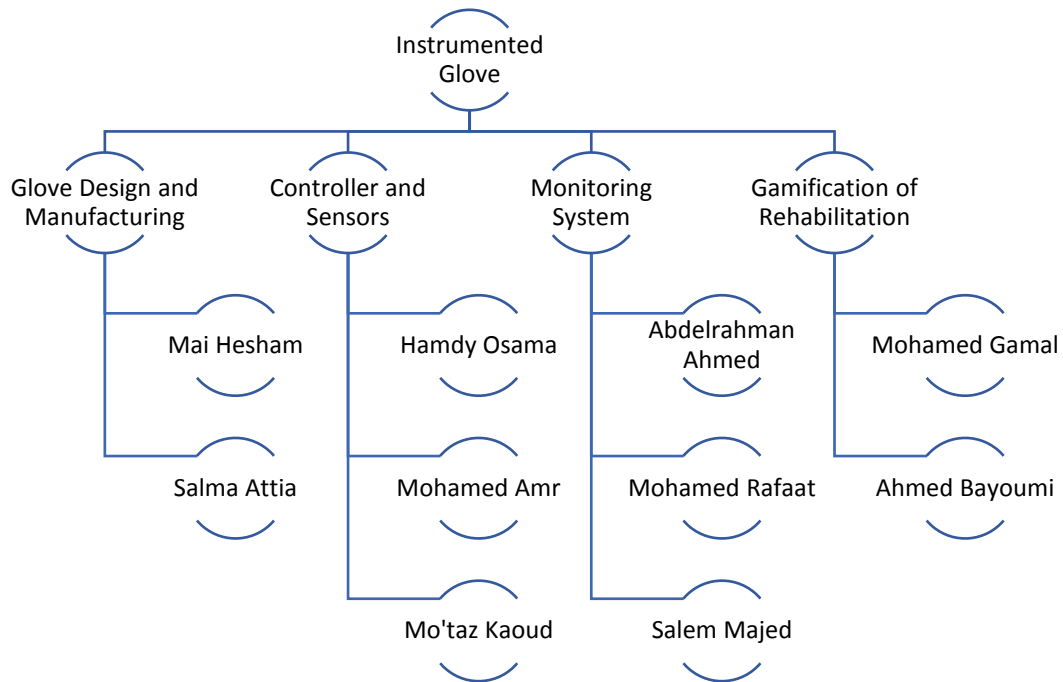 Instrumented
Glove
Glove Design and
Manufacturing
Controller and
Sensors
Monitoring
System
Gamification of
Rehabilitation
Mai Hesham
Hamdy Osama
Abdelrahman
Ahmed
Mohamed Gamal
Salma Attia
Mohamed Amr
Mohamed Rafaat
Ahmed Bayoumi
Mo'taz Kaoud
Salem Majed